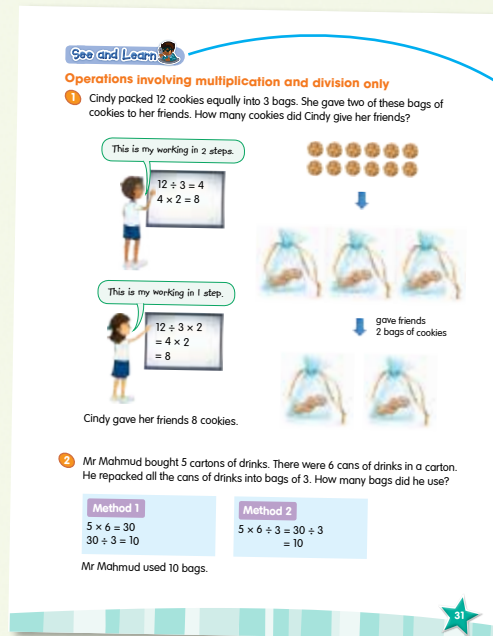 See and Learn
Operations involving multiplication and division only
1 Cindy packed 12 cookies equally into 3 bags. She gave two of these bags of
cookies to her friends. How many cookies did Cindy give her friends?
This is my working in 2 steps.
12 ÷ 3 = 4
4 × 2 = 8
This is my working in 1 step.
12 ÷ 3 × 2
= 4 × 2
= 8
gave friends
2 bags of cookies
Cindy gave her friends 8 cookies.
2 Mr Mahmud bought 5 cartons of drinks. There were 6 cans of drinks in a carton.
He repacked all the cans of drinks into bags of 3. How many bags did he use?
Method 1
5 × 6 = 30
30 ÷ 3 = 10
Method 2
5 × 6 ÷ 3 = 30 ÷ 3
= 10
Mr Mahmud used 10 bags.
31